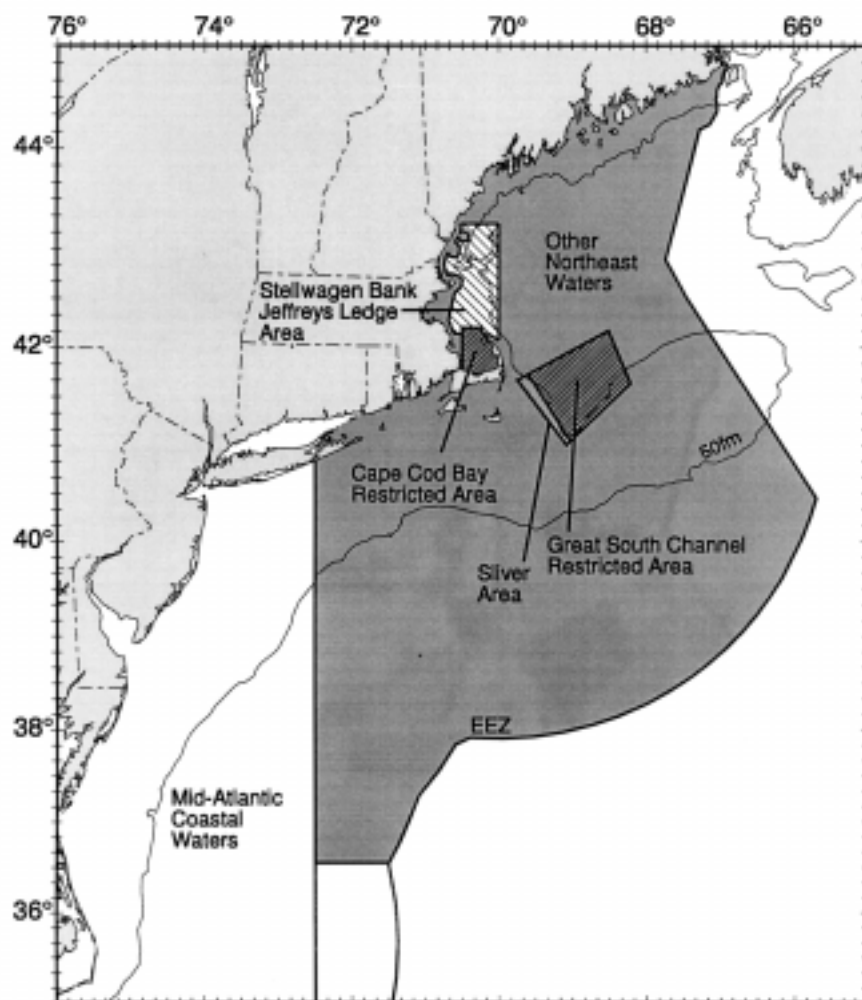 76° 74° 72° 70° 68° 66°
44°
Other
Northeast
Waters
Stellwagen Bank
Jeffreys Ledge
Area
42°
50fm
Cape Cod Bay
Restricted Area
40°
Great South Channel
Restricted Area
Sliver
Area
38°
EEZ
Mid-Atlantic
Coastal
Waters
36°